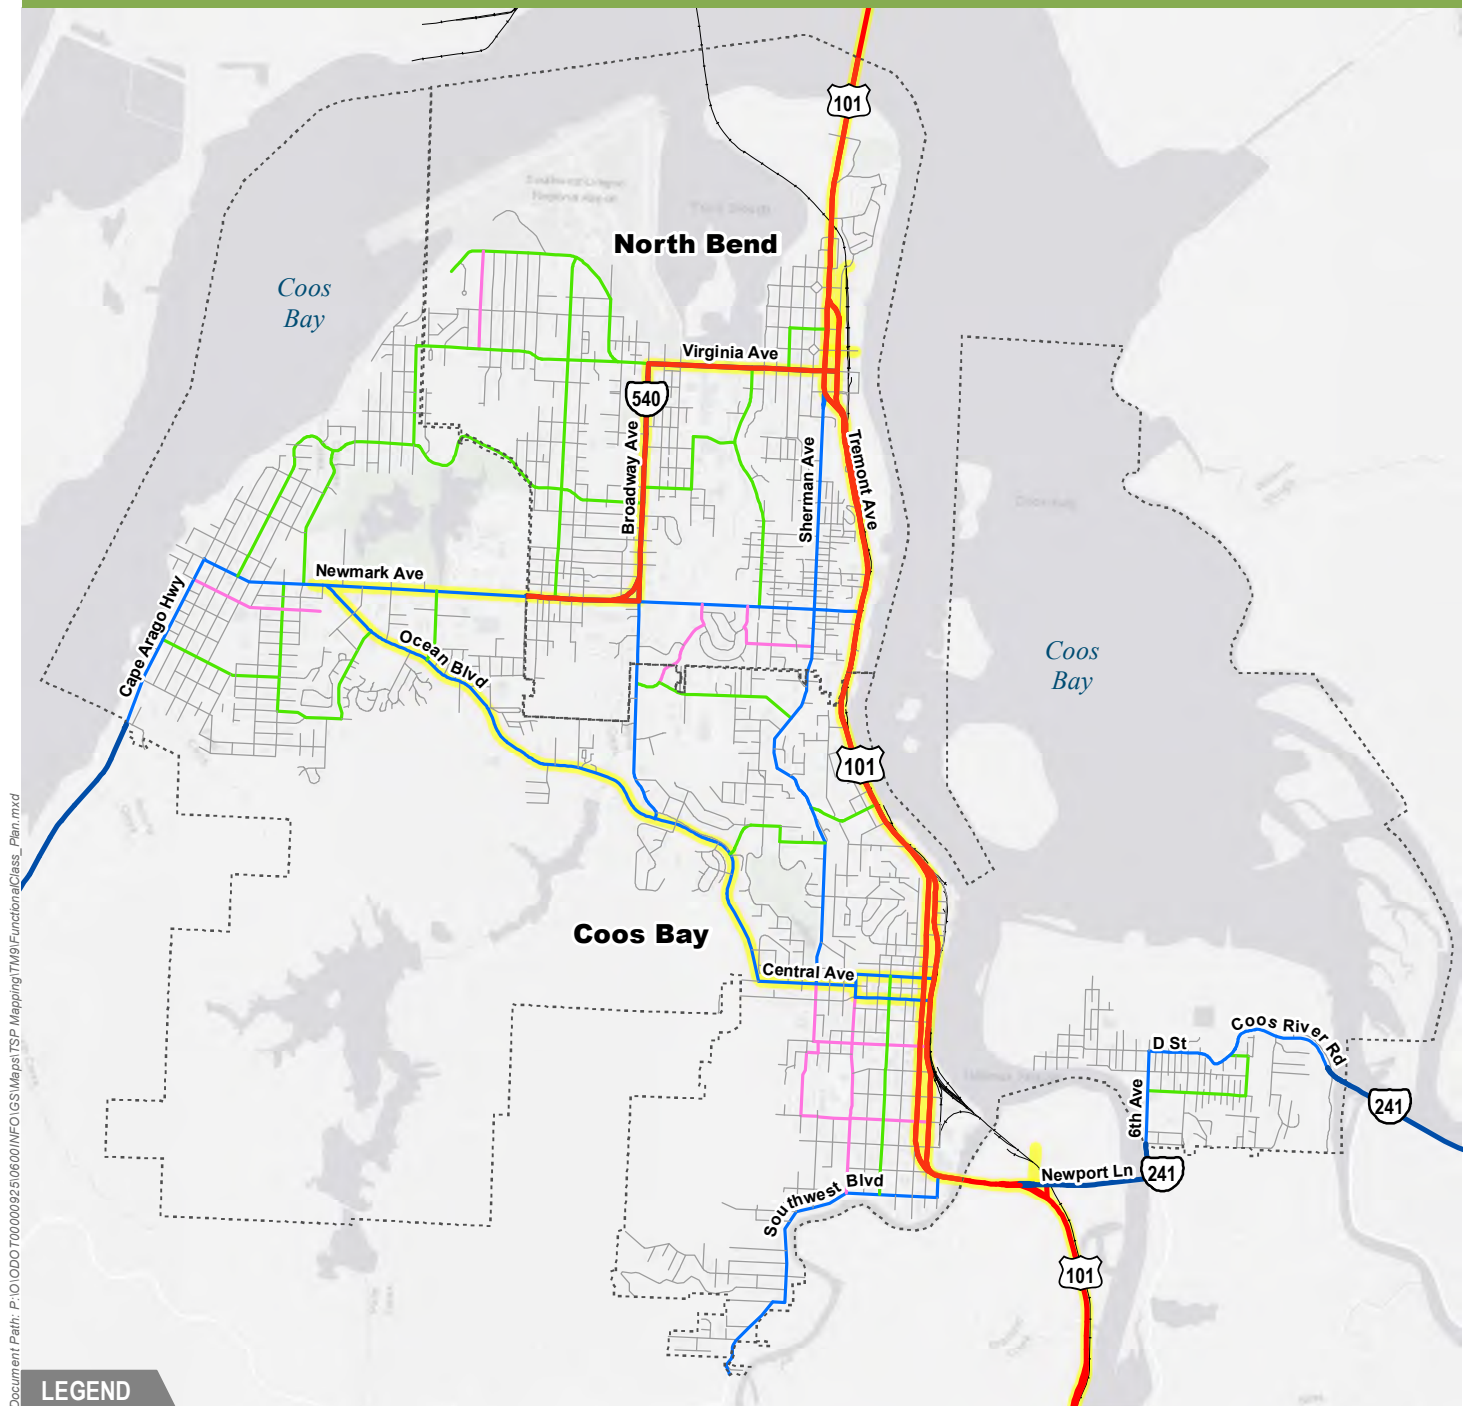 101
North Bend
Coos
Bay
Virginia Ave
540
Broadway Ave
Sherman Ave
Tremont Ave
Newmark Ave
Cape Arago Hwy
Ocean Blvd
Coos
Bay
101
Coos Bay
Central Ave
D St
Coos River Rd
6th Ave
241
Newport Ln
241
Southwest Blvd
101
Document Path: P:\O\ODOT00000925\0600INFO\GS\Maps\TSP Mapping\TM9\FunctionalClass_Plan.mxd
LEGEND